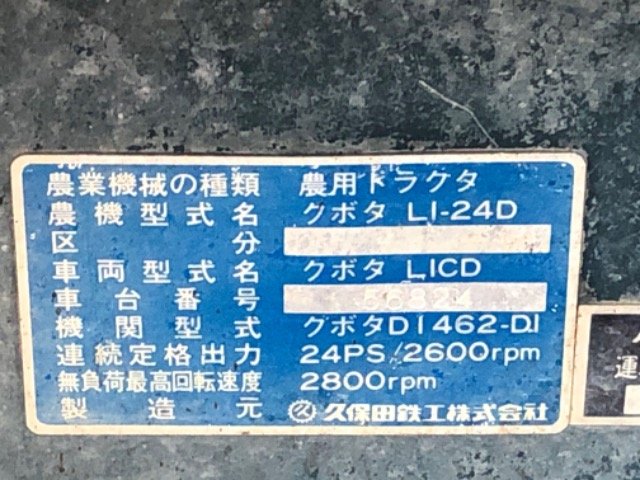 農業機械の種類 農用トラクタ
農機型式名 クボタ L1-24D
区分
車両型式名 クボタ L1CD
車台番号 56824
機関型式 クボタD1462-D1
連続定格出力 24PS/2600rpm
無負荷最高回転速度 2800rpm
製造元 久保田鉄工株式会社
運